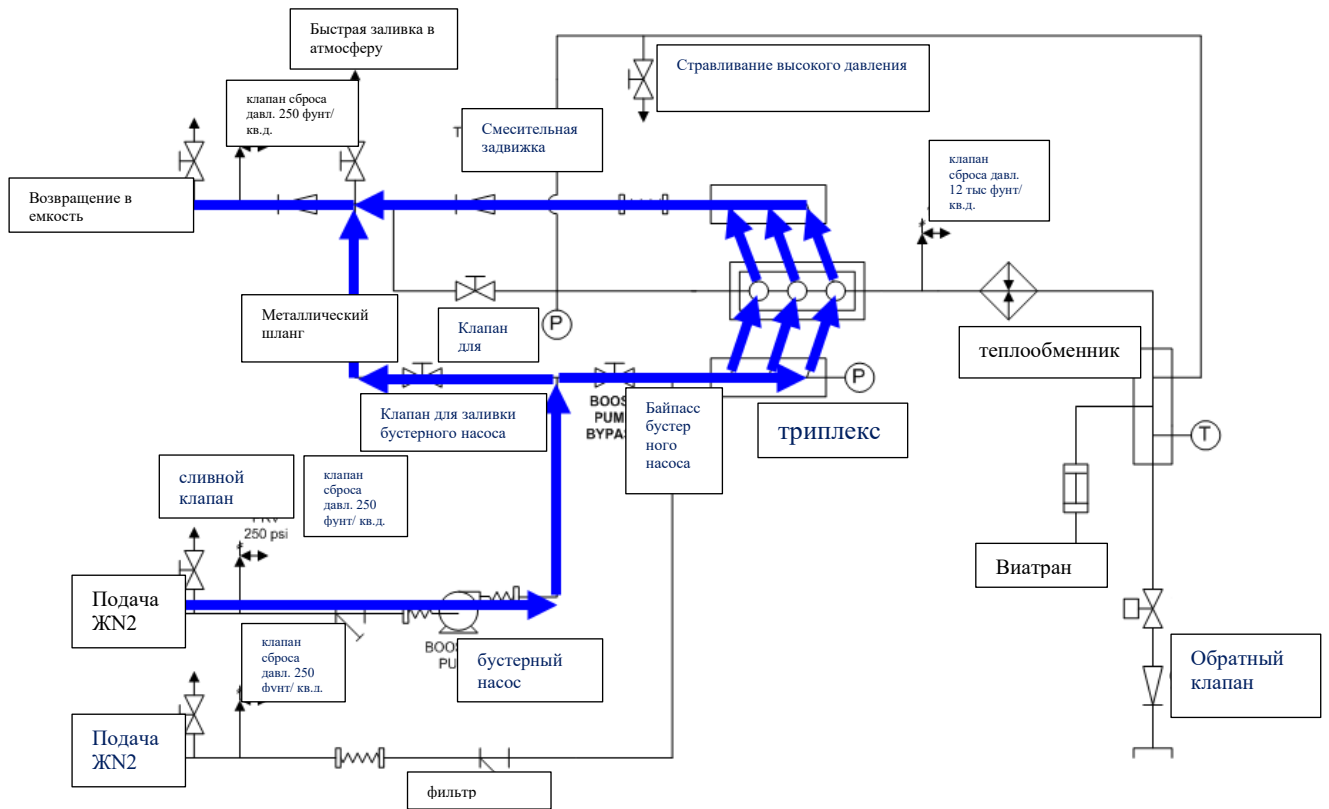 Быстрая заливка в
атмосферу
клапан сброса
давл. 250 фунт/
кв.д.
Стравливание высокого давления
Смесительная
задвижка
клапан
сброса давл.
12 тыс фунт/
кв.д.
Возвращение в
емкость
Металлический
шланг
Клапан
для
P
теплообменник
P
Клапан для заливки
бустерного насоса
BOOS
PUM
BYPAS
Байпасс
бустер
ного
насоса
триплекс
T
сливной
клапан
клапан
сброса
давл. 250
фунт/ кв.д.
250 psi
Виатран
Подача
ЖN2
BOOS
PU
бустерный
насос
клапан
сброса
давл. 250
фунт/ кв.д.
Обратный
клапан
Подача
ЖN2
фильтр